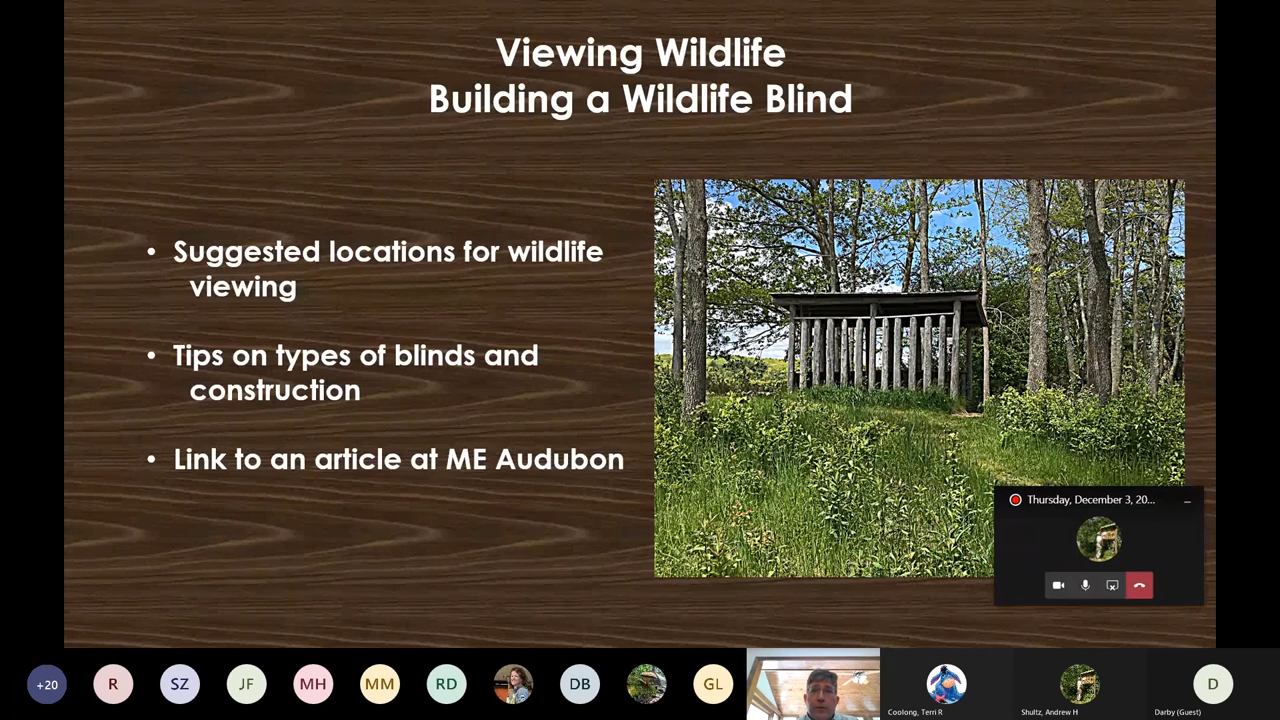 Viewing Wildlife
Building a Wildlife Blind
• Suggested locations for wildlife
viewing
• Tips on types of blinds and
construction
• Link to an article at ME Audubon
Thursday, December 3, 20...
+20
R
SZ
JF
MH
MM
RD
DB
GL
D
Coolong, Terri R
Shultz, Andrew H
Darby (Guest)